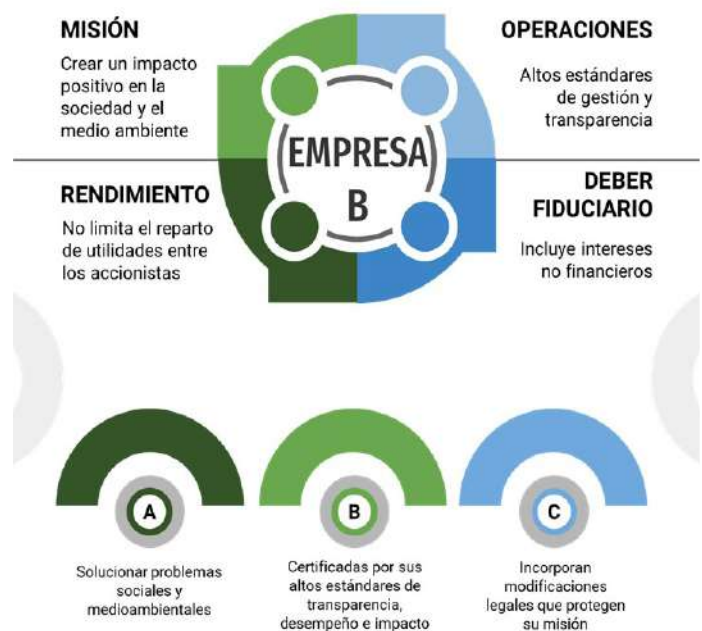 MISIÓN
Crear un impacto
positivo en la
sociedad y el
medio ambiente
OPERACIONES
Altos estándares
de gestión y
transparencia
EMPRESA
B
RENDIMIENTO
No limita el reparto
de utilidades entre
los accionistas
DEBER
FIDUCIARIO
Incluye intereses
no financieros
A
Solucionar problemas
sociales y
medioambientales
B
Certificadas por sus
altos estándares de
transparencia,
desempeño e impacto
C
Incorporan
modificaciones
legales que protegen
su misión